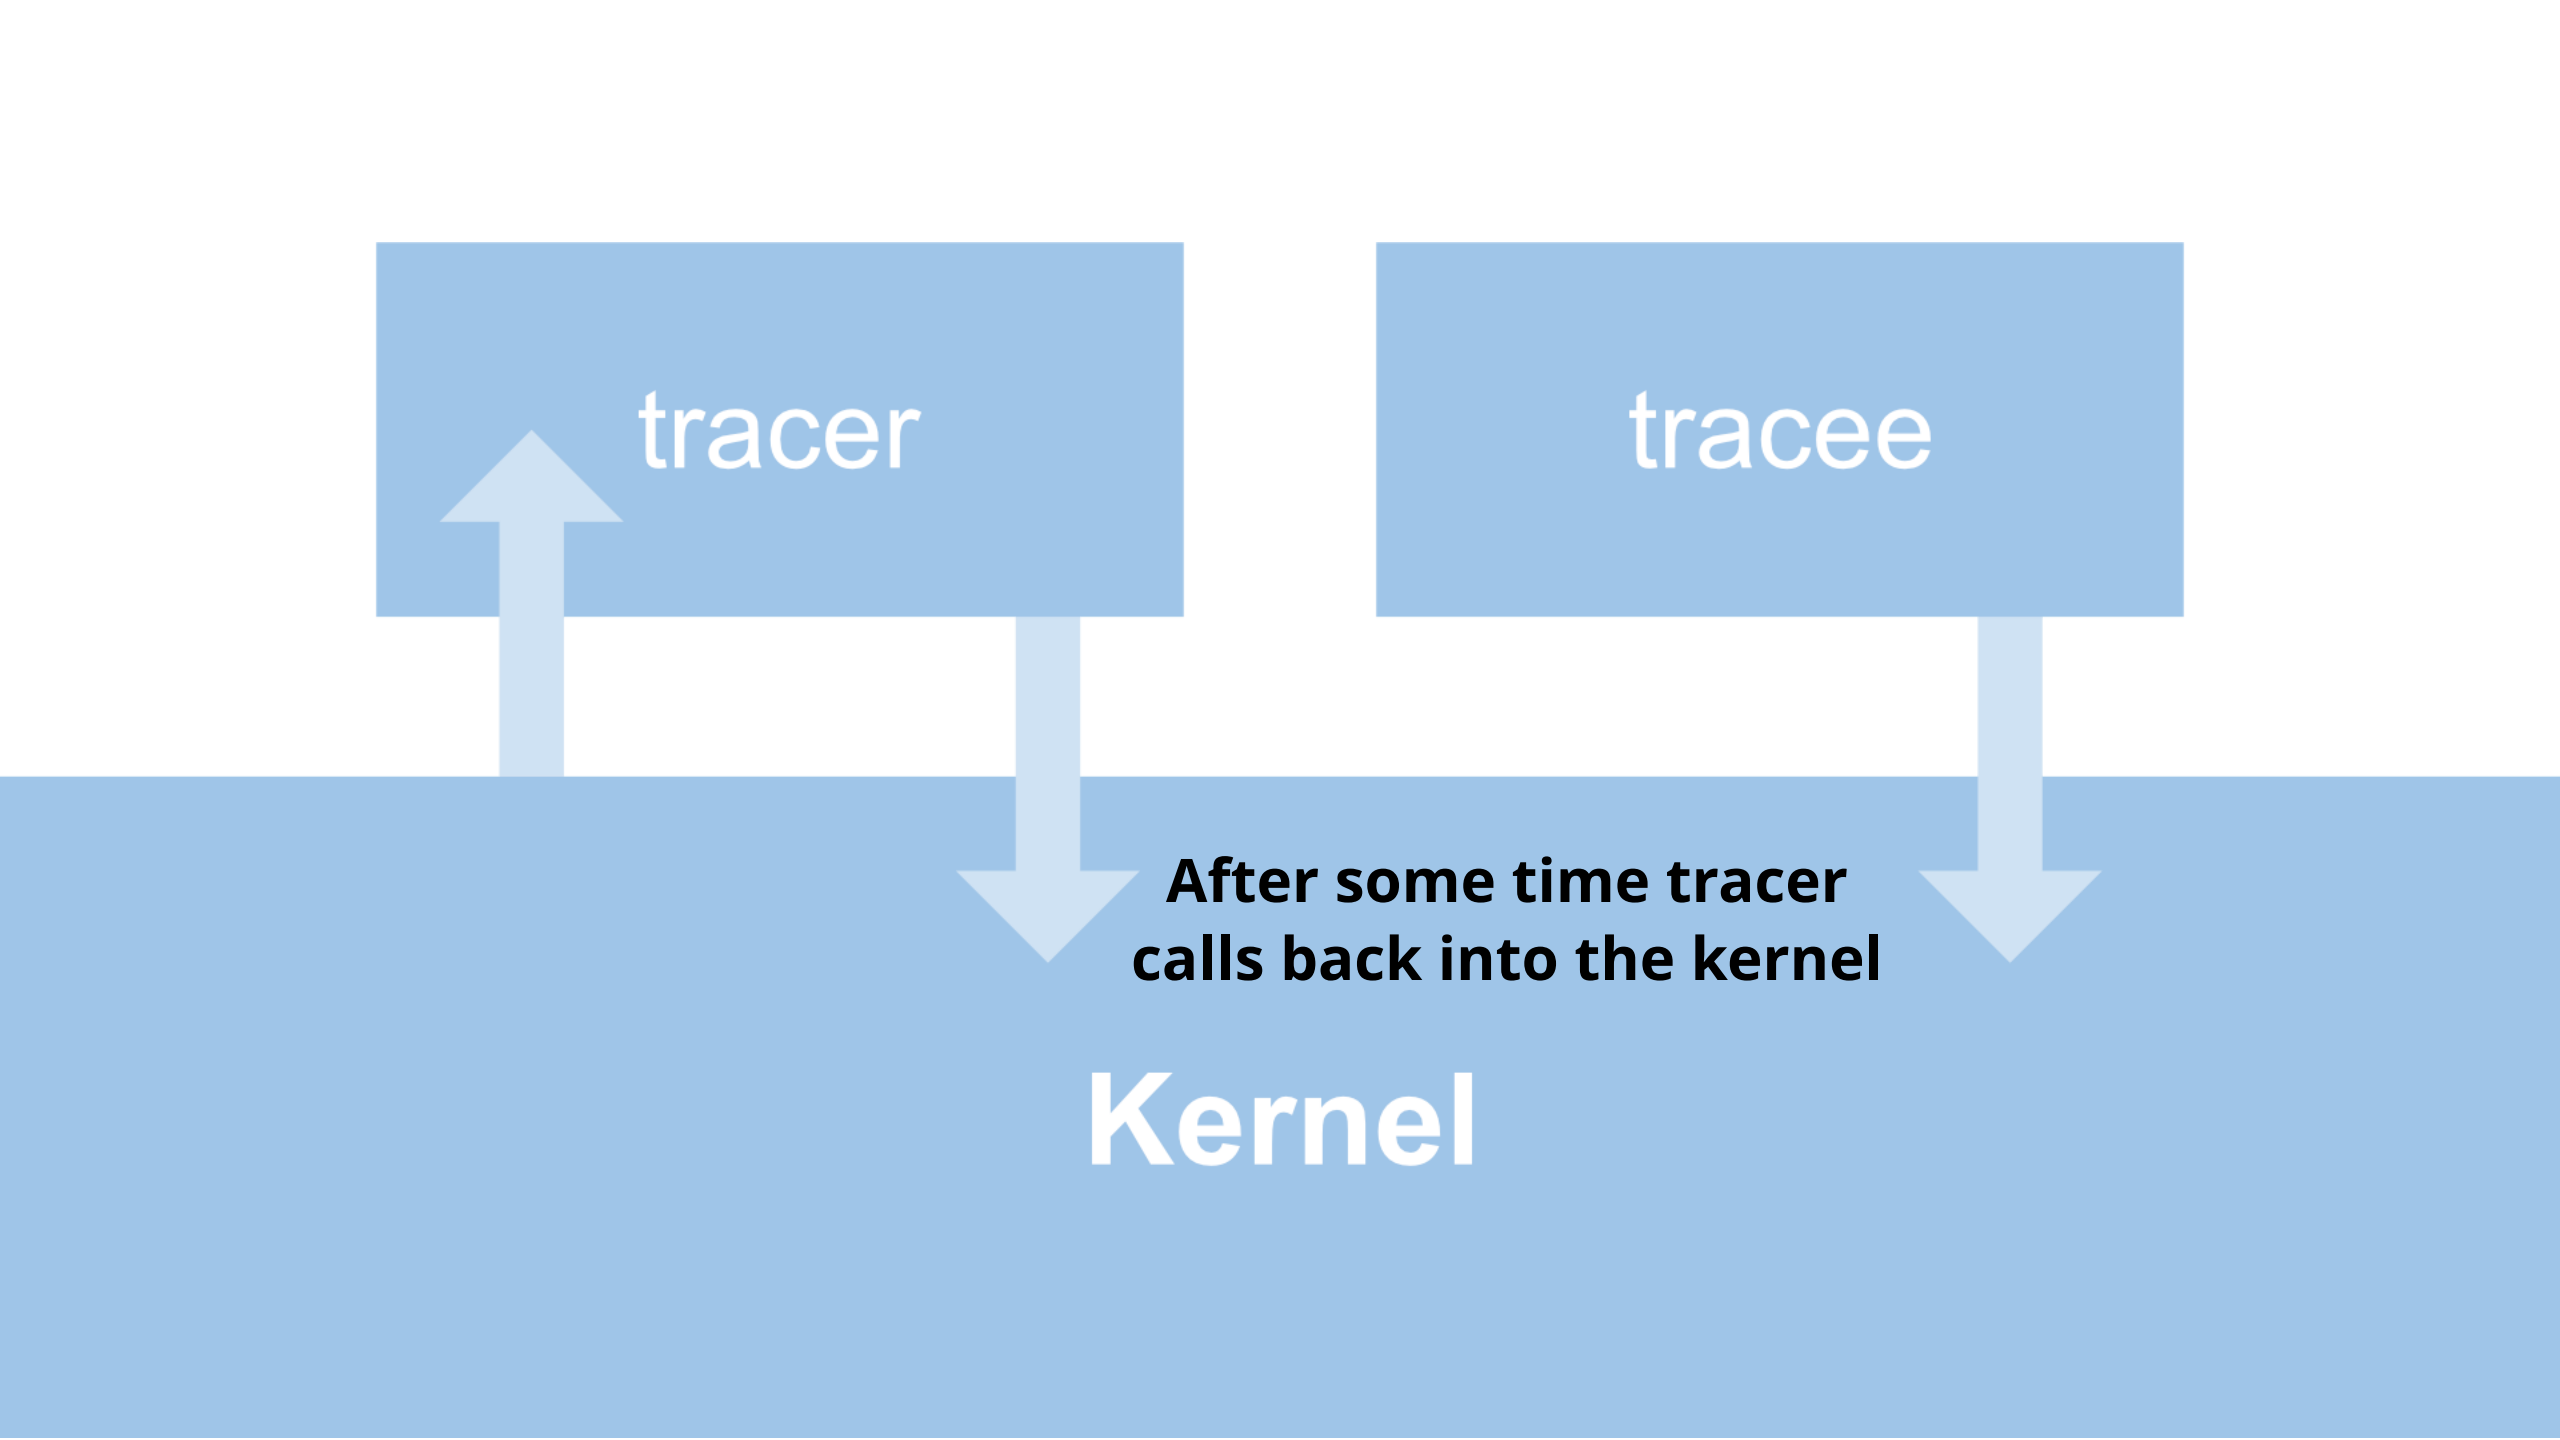 tracer
tracee
After some time tracer
calls back into the kernel
Kernel